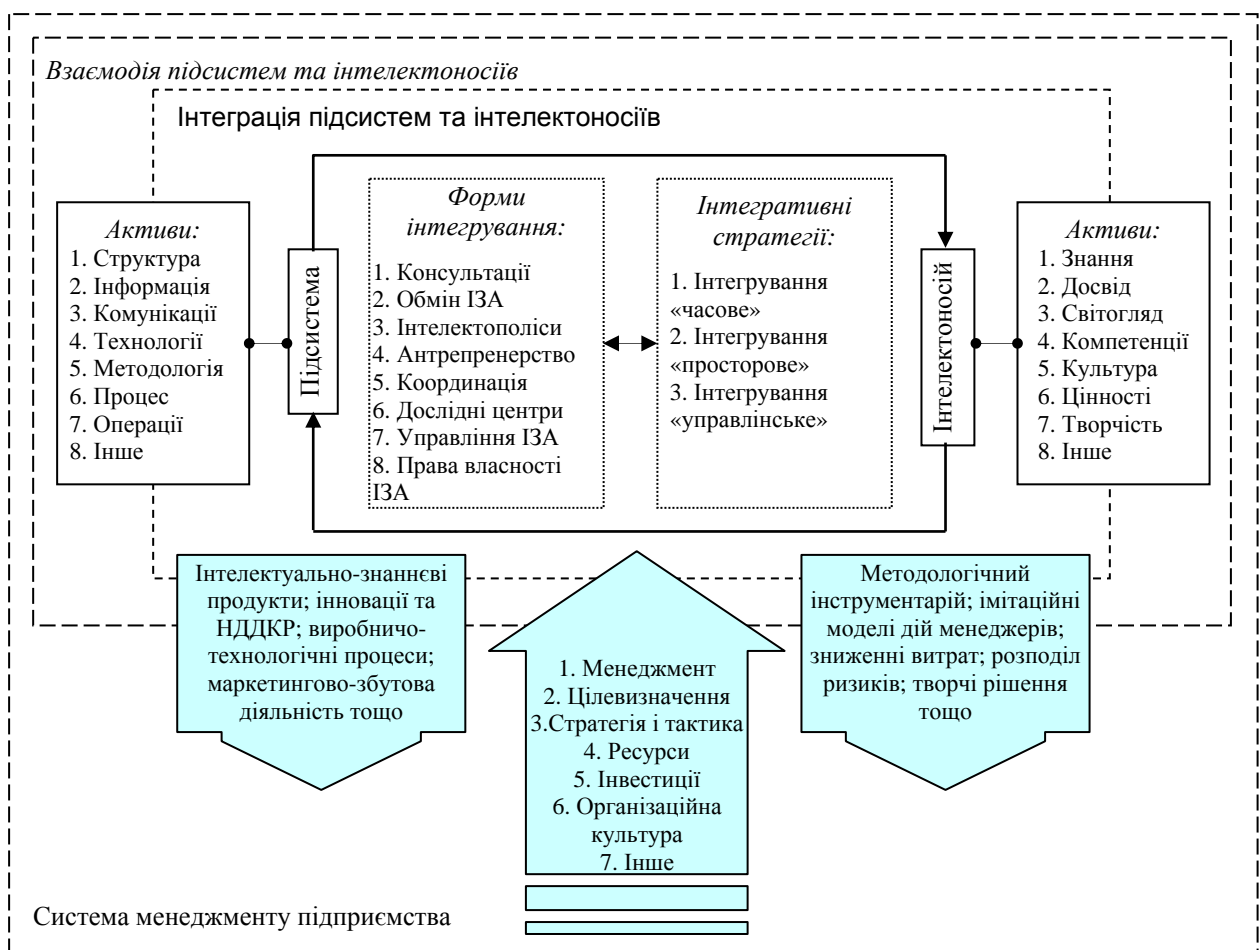 Взаємодія підсистем та інтелектоносіїв
Інтеграція підсистем та інтелектоносіїв
Активи:
1. Структура
2. Інформація
3. Комунікації
4. Технології
5. Методологія
6. Процес
7. Операції
8. Інше
Підсистема
Форми
інтегрування:
1. Консультації
2. Обмін ІЗА
3. Інтелектополіси
4. Антрепренерство
5. Координація
6. Дослідні центри
7. Управління ІЗА
8. Права власності
ІЗА
Інтегративні
стратегії:
1. Інтегрування
«часове»
2. Інтегрування
«просторове»
3. Інтегрування
«управлінське»
Інтелектоносій
Активи:
1. Знання
2. Досвід
3. Світогляд
4. Компетенції
5. Культура
6. Цінності
7. Творчість
8. Інше
Інтелектуально-знаннєві
продукти; інновації та
НДДКР; виробничо-
технологічні процеси;
маркетингово-збутова
діяльність тощо
1. Менеджмент
2. Цілевизначення
3.Стратегія і тактика
4. Ресурси
5. Інвестиції
6. Організаційна
культура
7. Інше
Методологічний
інструментарій; імітаційні
моделі дій менеджерів;
зниженні витрат; розподіл
ризиків; творчі рішення
тощо
Система менеджменту підприємства